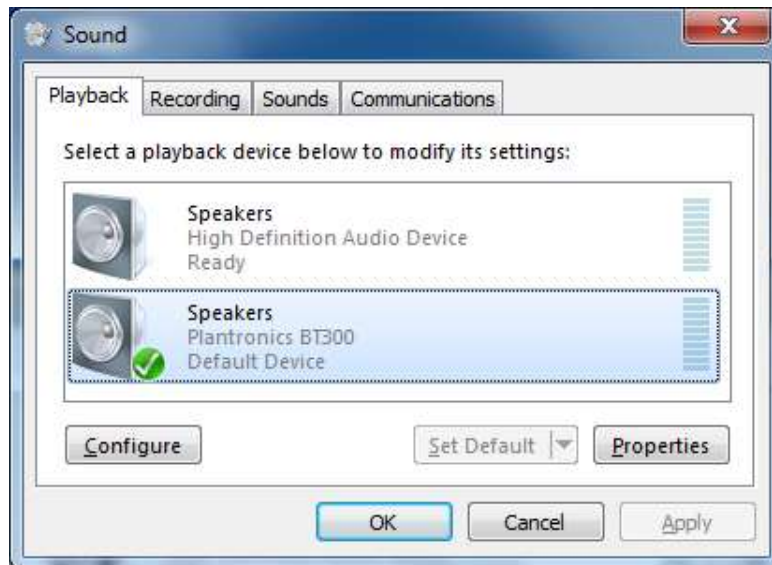 Sound
Playback Recording Sounds Communications
Select a playback device below to modify its settings:
Speakers
High Definition Audio Device
Ready
Speakers
Plantronics BT300
Default Device
Configure Set Default Properties
OK Cancel Apply